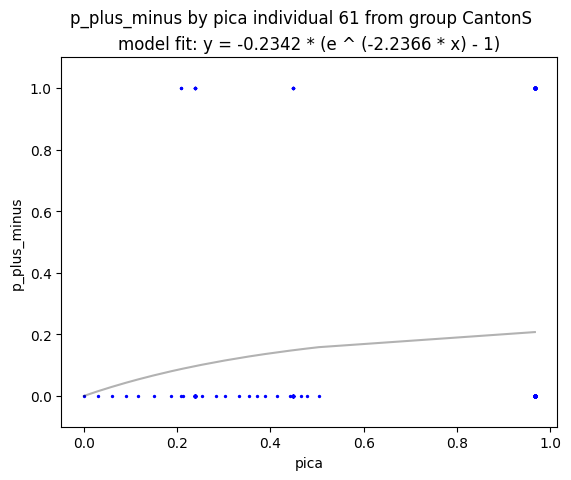 p_plus_minus by pica individual 61 from group CantonS
model fit: y = -0.2342 * (e ^ (-2.2366 * x) - 1)
1.0
0.8
0.6
0.4
0.2
0.0
p_plus_minus
0.0 0.2 0.4 0.6 0.8 1.0
pica